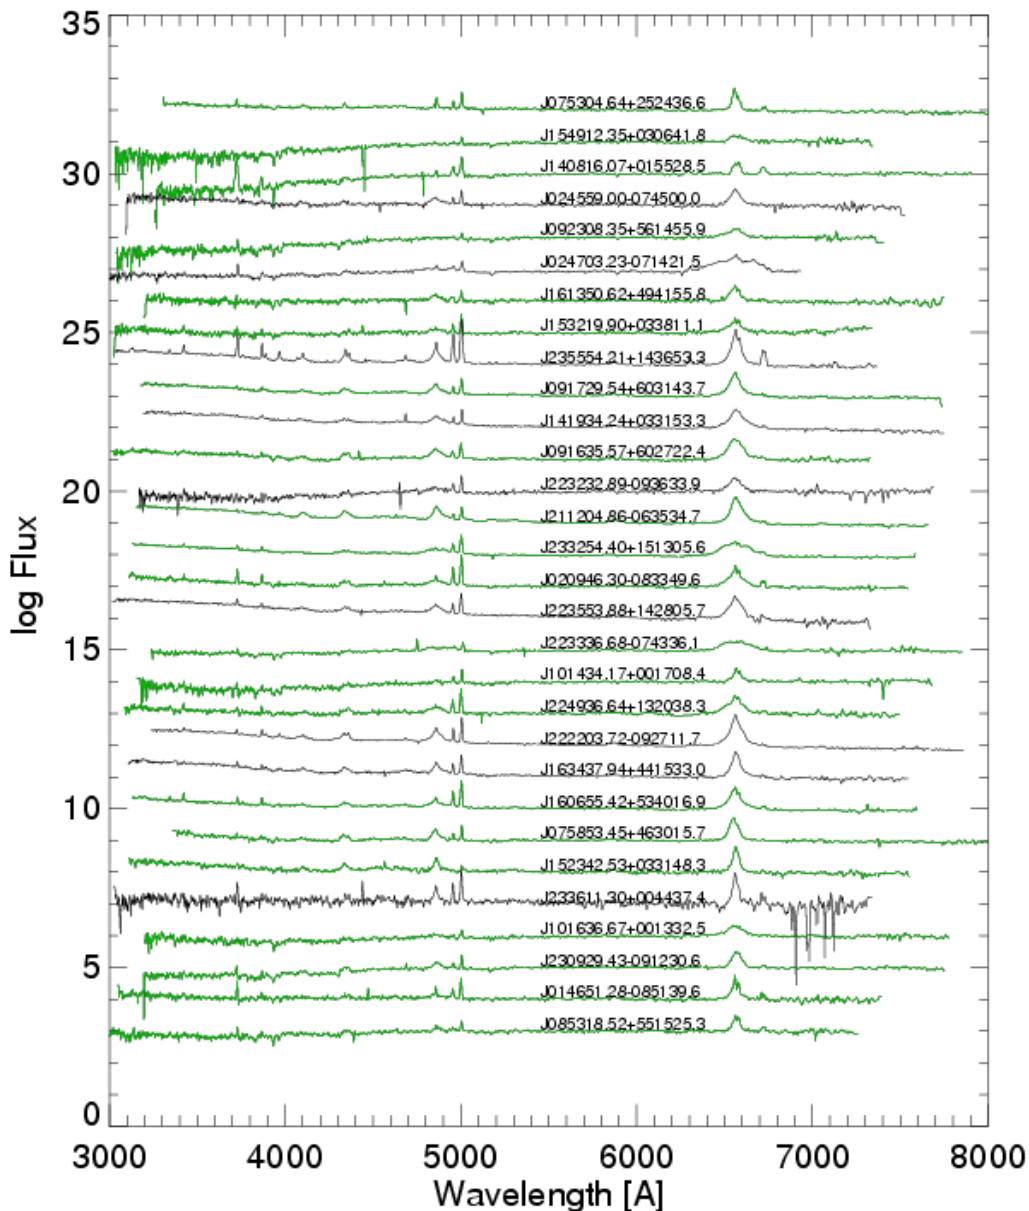 35
J075304.64+252436.6
J154912.35+030641.8
30
J140816.07+015528.5
J024559.00-074500.0
J092308.35+561455.9
J024703.23-071421.5
J161350.62+494155.8
25
J153219.90+033811.1
J235554.21+143653.3
J091729.54+603143.7
J141934.24+033153.3
J091635.57+602722.4
20
J223232.89-093633.9
J211204.86-063534.7
J233254.40+151305.6
J020946.30-083349.6
J223553.88+142805.7
15
J223336.68-074336.1
J101434.17+001708.4
J224936.64+132038.3
J222203.72-092711.7
J163437.94+441533.0
10
J160655.42+534016.9
J075853.45+463015.7
J152342.53+033148.3
J233611.30+004437.4
J101636.67+001332.5
5
J230929.43-091230.6
J014651.28-085139.6
J085318.52+551525.3
0
log Flux
3000 4000 5000 6000 7000 8000
Wavelength [A]